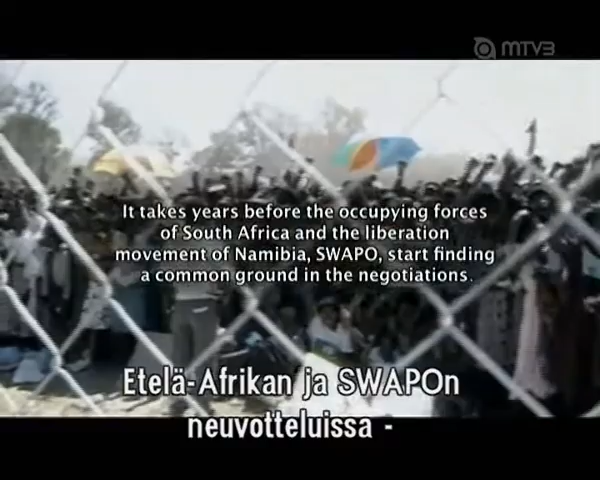 MTV3
It takes years before the occupying forces
of South Africa and the liberation
movement of Namibia, SWAPO, start finding
a common ground in the negotiations.
Etelä-Afrikan ja SWAPOn
neuvotteluissa -